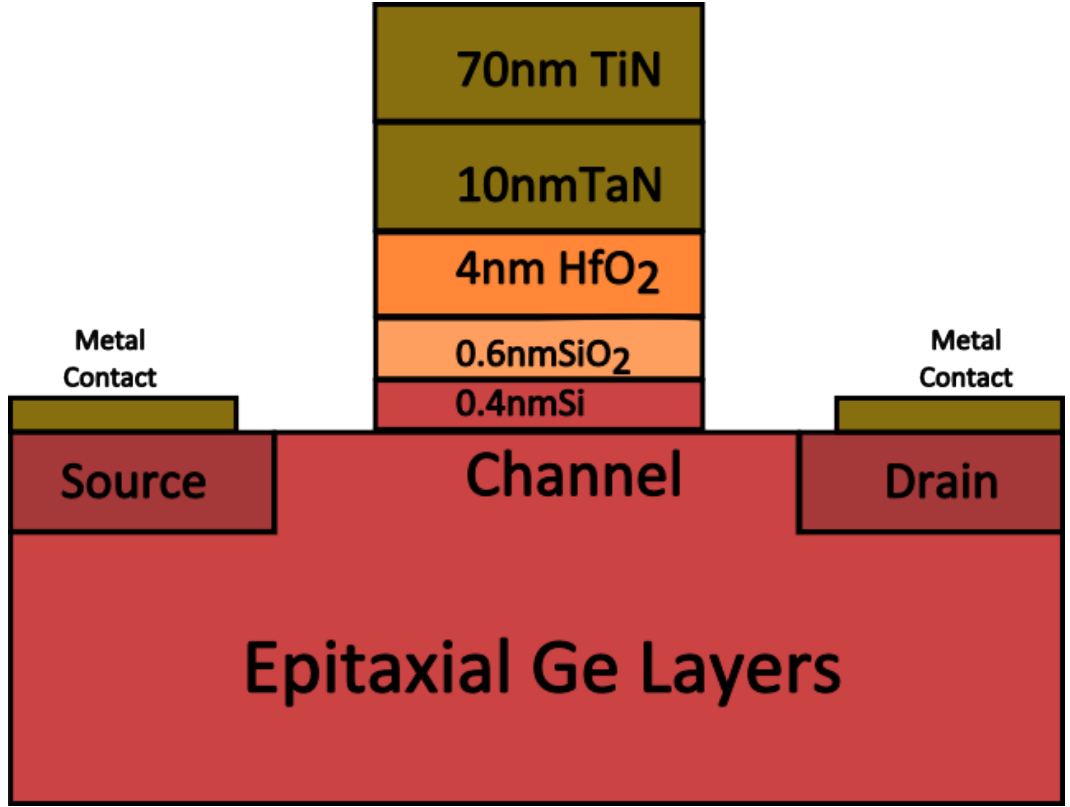 70nm TiN
10nmTaN
4nm HfO2
0.6nmSiO2
0.4nmSi
Metal
Contact
Metal
Contact
Source
Channel
Drain
Epitaxial Ge Layers